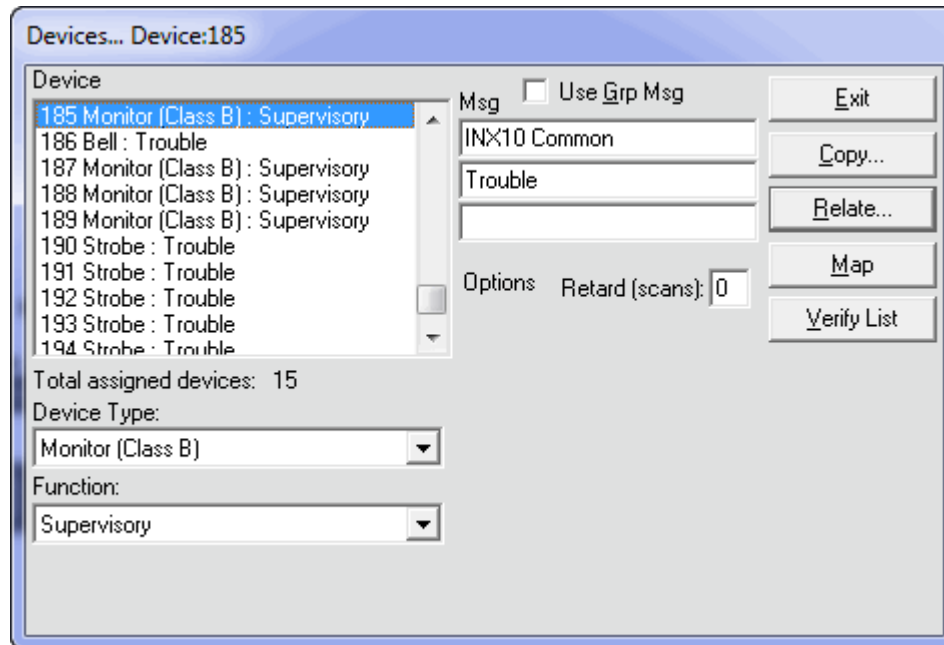 Devices... Device:185
Device
185 Monitor (Class B) : Supervisory
186 Bell : Trouble
187 Monitor (Class B) : Supervisory
188 Monitor (Class B) : Supervisory
189 Monitor (Class B) : Supervisory
190 Strobe : Trouble
191 Strobe : Trouble
192 Strobe : Trouble
193 Strobe : Trouble
194 Strobe : Trouble
Total assigned devices: 15
Device Type:
Monitor (Class B)
Function:
Supervisory
Msg
Use Grp Msg
INX10 Common
Trouble
Options
Retard (scans): 0
Exit
Copy...
Relate...
Map
Verify List